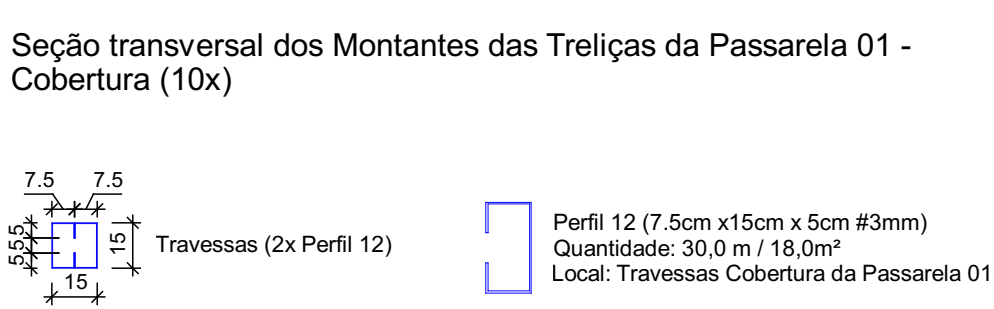 Seção transversal dos Montantes das Treliças da Passarela 01 -
Cobertura (10x)
7.5 7.5
5 5 5
15
15
Travessas (2x Perfil 12)
Perfil 12 (7.5cm x15cm x 5cm #3mm)
Quantidade: 30,0 m / 18,0m²
Local: Travessas Cobertura da Passarela 01